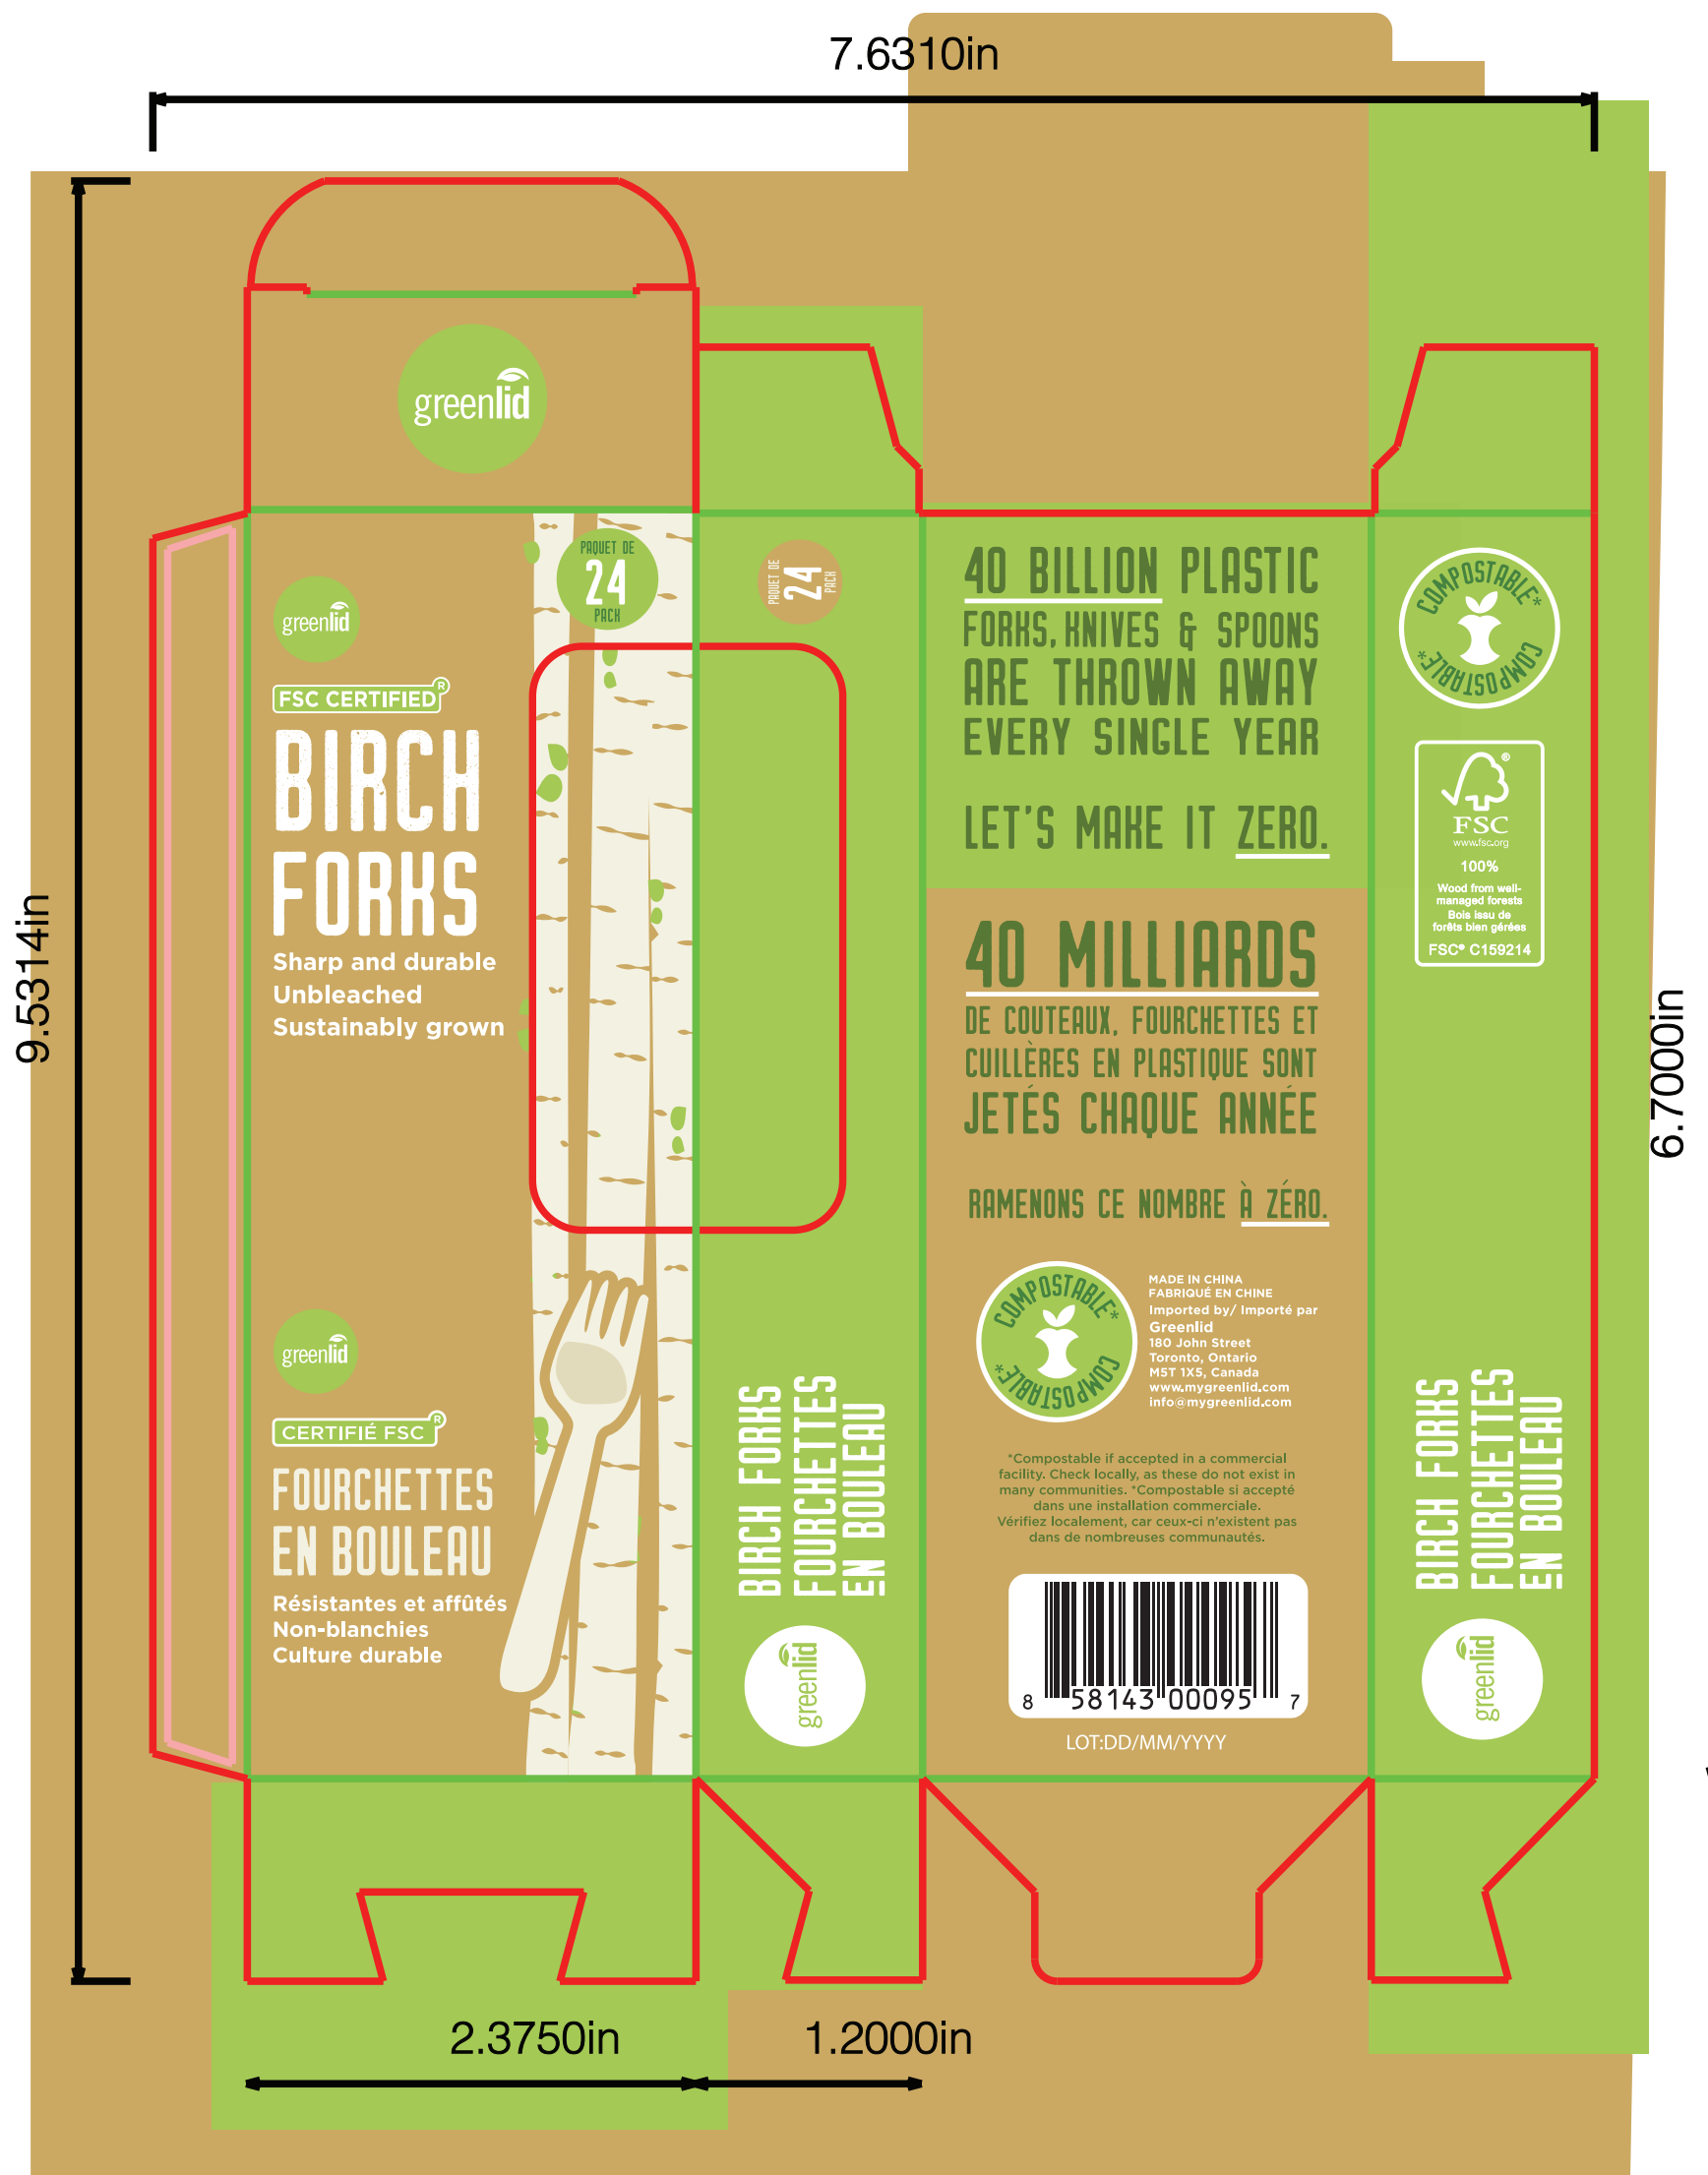 7.6310in
9.5314in
6.7000in
2.3750in
1.2000in
greenlid
greenlid
FSC CERTIFIED®
BIRCH
FORKS
Sharp and durable
Unbleached
Sustainably grown
PAQUET DE
24
PACK
greenlid
CERTIFIÉ FSC®
FOURCHETTES
EN BOULEAU
Résistantes et affûtés
Non-blanchies
Culture durable
PAQUET DE
24
PACK
BIRCH FORKS
FOURCHETTES
EN BOULEAU
greenlid
40 BILLION PLASTIC
FORKS, KNIVES & SPOONS
ARE THROWN AWAY
EVERY SINGLE YEAR
LET'S MAKE IT ZERO.
40 MILLIARDS
DE COUTEAUX, FOURCHETTES ET
CUILLÈRES EN PLASTIQUE SONT
JETÉS CHAQUE ANNÉE
RAMENONS CE NOMBRE À ZÉRO.
COMPOSTABLE*
COMPOSTABLE*
MADE IN CHINA
FABRIQUÉ EN CHINE
Imported by/ Importé par
Greenlid
180 John Street
Toronto, Ontario
M5T 1X5, Canada
www.mygreenlid.com
info@mygreenlid.com
*Compostable if accepted in a commercial
facility. Check locally, as these do not exist in
many communities. *Compostable si accepté
dans une installation commerciale.
Vérifiez localement, car ceux-ci n'existent pas
dans de nombreuses communautés.
8 58143 00095 7
LOT:DD/MM/YYYY
COMPOSTABLE*
COMPOSTABLE*
®
FSC
www.fsc.org
100%
Wood from well-
managed forests
Bois issu de
forêts bien gérées
FSC® C159214
BIRCH FORKS
FOURCHETTES
EN BOULEAU
greenlid